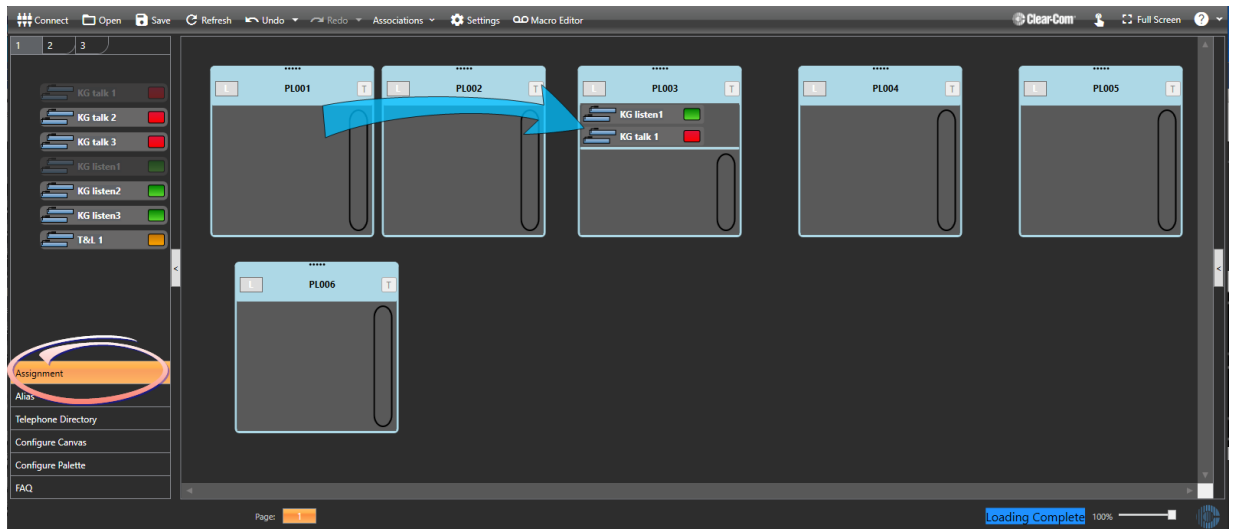 Connect Open Save Refresh Undo Redo Associations Settings Macro Editor Clear-Com Full Screen ?
1 2 3
KG talk 1
KG talk 2
KG talk 3
KG listen1
KG listen2
KG listen3
T&L 1
L PL001 T
L PL002 T
L PL003 T
KG listen1
KG talk 1
L PL004 T
L PL005 T
<
<
L PL006 T
Assignment
Alias
Telephone Directory
Configure Canvas
Configure Palette
FAQ
Page: 1
Loading Complete 100%